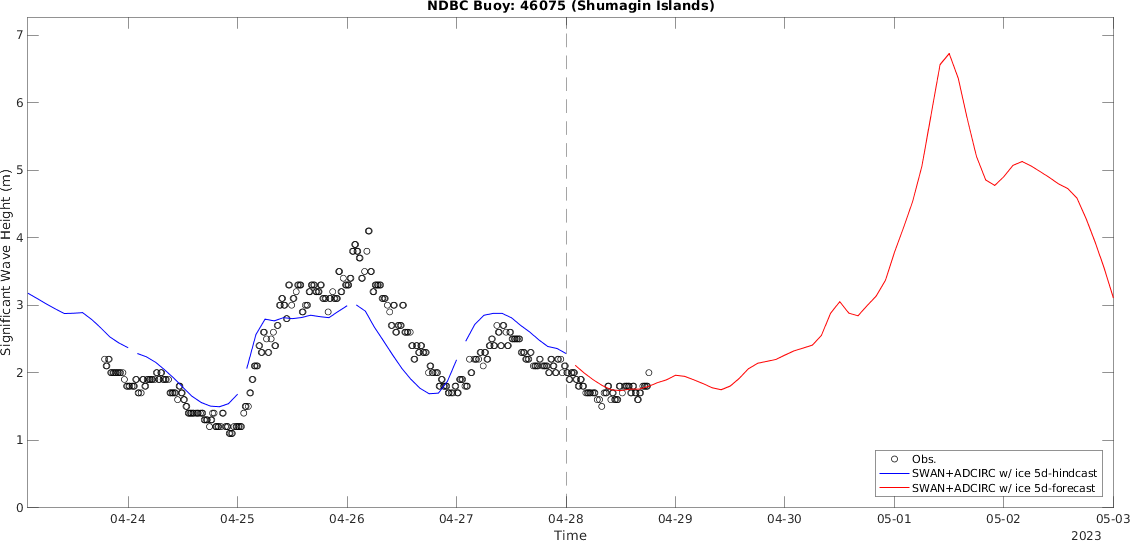 NDBC Buoy: 46075 (Shumagin Islands)
7
6
5
4
3
2
1
0
Significant Wave Height (m)
Obs.
SWAN+ADCIRC w/ ice 5d-hindcast
SWAN+ADCIRC w/ ice 5d-forecast
04-24 04-25 04-26 04-27 04-28 04-29 04-30 05-01 05-02 05-03
Time
2023